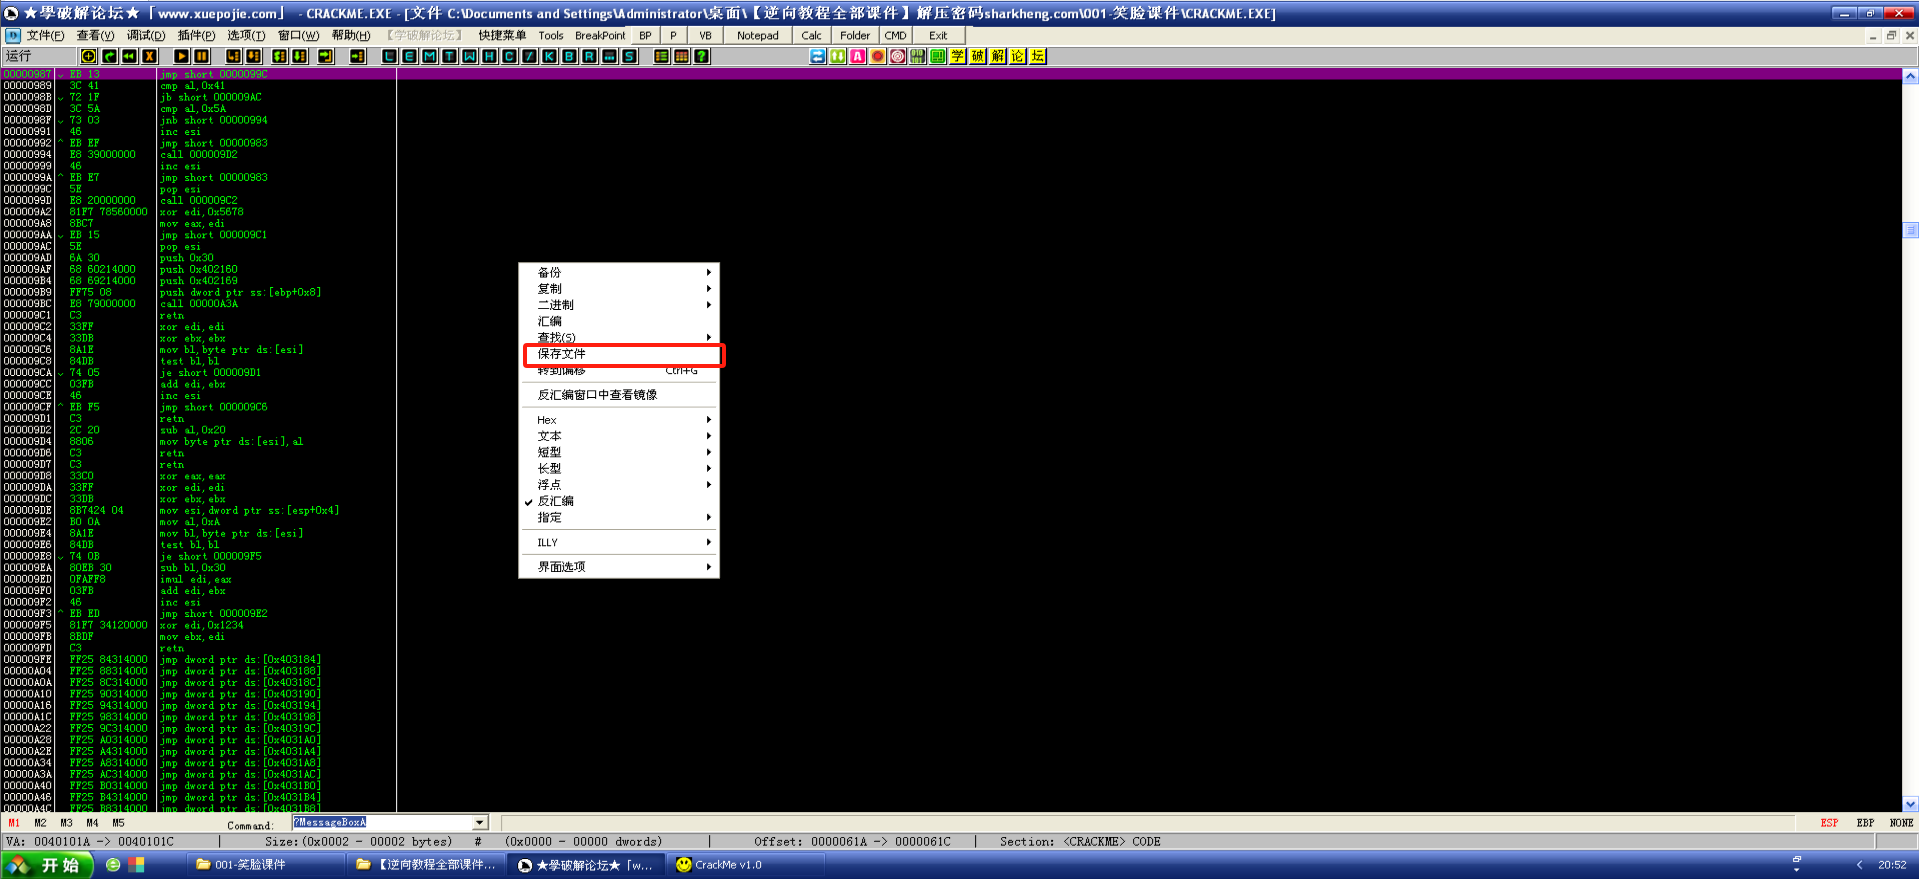 ★學破解论坛★「www.xuepojie.com」 - CRACKME.EXE - [文件 C:\Documents and Settings\Administrator\桌面\【逆向教程全部课件】解压密码sharkheng.com\001-笑脸课件\CRACKME.EXE]
文件(F) 查看(V) 调试(D) 插件(P) 选项(T) 窗口(W) 帮助(H) 【学破解论坛】 快捷菜单 Tools BreakPoint BP P VB Notepad Calc Folder CMD Exit
运行 L E M T W H C / K B R ... S ? A 学 破 解 论 坛
00000987 EB 13 jmp short 0000099C
00000989 3C 41 cmp al,0x41
0000098B 72 1F jb short 000009AC
0000098D 3C 5A cmp al,0x5A
0000098F 73 03 jnb short 00000994
00000991 46 inc esi
00000992 EB EF jmp short 00000983
00000994 E8 39000000 call 000009D2
00000999 46 inc esi
0000099A EB E7 jmp short 00000983
0000099C 5E pop esi
0000099D E8 20000000 call 000009C2
000009A2 81F7 78560000 xor edi,0x5678
000009A8 8BC7 mov eax,edi
000009AA EB 15 jmp short 000009C1
000009AC 5E pop esi
000009AD 6A 30 push 0x30
000009AF 68 60214000 push 0x402160
000009B4 68 69214000 push 0x402169
000009B9 FF75 08 push dword ptr ss:[ebp+0x8]
000009BC E8 79000000 call 00000A3A
000009C1 C3 retn
000009C2 33FF xor edi,edi
000009C4 33DB xor ebx,ebx
000009C6 8A1E mov bl,byte ptr ds:[esi]
000009C8 84DB test bl,bl
000009CA 74 05 je short 000009D1
000009CC 03FB add edi,ebx
000009CE 46 inc esi
000009CF EB F5 jmp short 000009C6
000009D1 C3 retn
000009D2 2C 20 sub al,0x20
000009D4 8806 mov byte ptr ds:[esi],al
000009D6 C3 retn
000009D7 C3 retn
000009D8 33C0 xor eax,eax
000009DA 33FF xor edi,edi
000009DC 33DB xor ebx,ebx
000009DE 8B7424 04 mov esi,dword ptr ss:[esp+0x4]
000009E2 B0 0A mov al,0xA
000009E4 8A1E mov bl,byte ptr ds:[esi]
000009E6 84DB test bl,bl
000009E8 74 0B je short 000009F5
000009EA 80EB 30 sub bl,0x30
000009ED 0FAFF8 imul edi,eax
000009F0 03FB add edi,ebx
000009F2 46 inc esi
000009F3 EB ED jmp short 000009E2
000009F5 81F7 34120000 xor edi,0x1234
000009FB 8BDF mov ebx,edi
000009FD C3 retn
000009FE FF25 84314000 jmp dword ptr ds:[0x403184]
00000A04 FF25 88314000 jmp dword ptr ds:[0x403188]
00000A0A FF25 8C314000 jmp dword ptr ds:[0x40318C]
00000A10 FF25 90314000 jmp dword ptr ds:[0x403190]
00000A16 FF25 94314000 jmp dword ptr ds:[0x403194]
00000A1C FF25 98314000 jmp dword ptr ds:[0x403198]
00000A22 FF25 9C314000 jmp dword ptr ds:[0x40319C]
00000A28 FF25 A0314000 jmp dword ptr ds:[0x4031A0]
00000A2E FF25 A4314000 jmp dword ptr ds:[0x4031A4]
00000A34 FF25 A8314000 jmp dword ptr ds:[0x4031A8]
00000A3A FF25 AC314000 jmp dword ptr ds:[0x4031AC]
00000A40 FF25 B0314000 jmp dword ptr ds:[0x4031B0]
00000A46 FF25 B4314000 jmp dword ptr ds:[0x4031B4]
00000A4C FF25 B8314000 jmp dword ptr ds:[0x4031B8]
备份
复制
二进制
汇编
查找(S)
保存文件
转到偏移 Ctrl+G
反汇编窗口中查看镜像
Hex
文本
短型
长型
浮点
反汇编
指定
ILLY
界面选项
M1 M2 M3 M4 M5 Command: ?MessageBoxA ESP EBP NONE
VA: 0040101A -> 0040101C Size:(0x0002 - 00002 bytes) # (0x0000 - 00000 dwords) Offset: 0000061A -> 0000061C Section: <CRACKME> CODE
开始 001-笑脸课件 【逆向教程全部课件... ★學破解论坛★「w... CrackMe v1.0 20:52